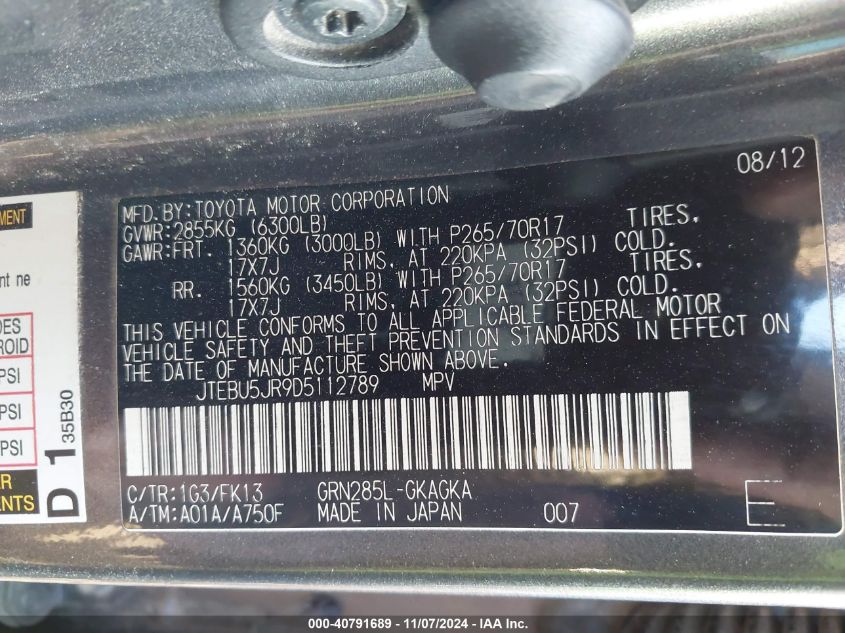 08/12
MFD.BY:TOYOTA MOTOR CORPORATION
GVWR:2855KG (6300LB)
GAWR:FRT. 1360KG (3000LB) WITH P265/70R17 TIRES,
17X7J RIMS, AT 220KPA (32PSI) COLD.
RR. 1560KG (3450LB) WITH P265/70R17 TIRES,
17X7J RIMS, AT 220KPA (32PSI) COLD.
THIS VEHICLE CONFORMS TO ALL APPLICABLE FEDERAL MOTOR
VEHICLE SAFETY AND THEFT PREVENTION STANDARDS IN EFFECT ON
THE DATE OF MANUFACTURE SHOWN ABOVE.
JTEBU5JR9D5112789 MPV
C/TR:1G3/FK13 GRN285L-GKAGKA
A/TM:A01A/A750F MADE IN JAPAN 007 E
PSI
PSI
PSI
D 1 35B30
000-40791689 - 11/07/2024 - IAA Inc.